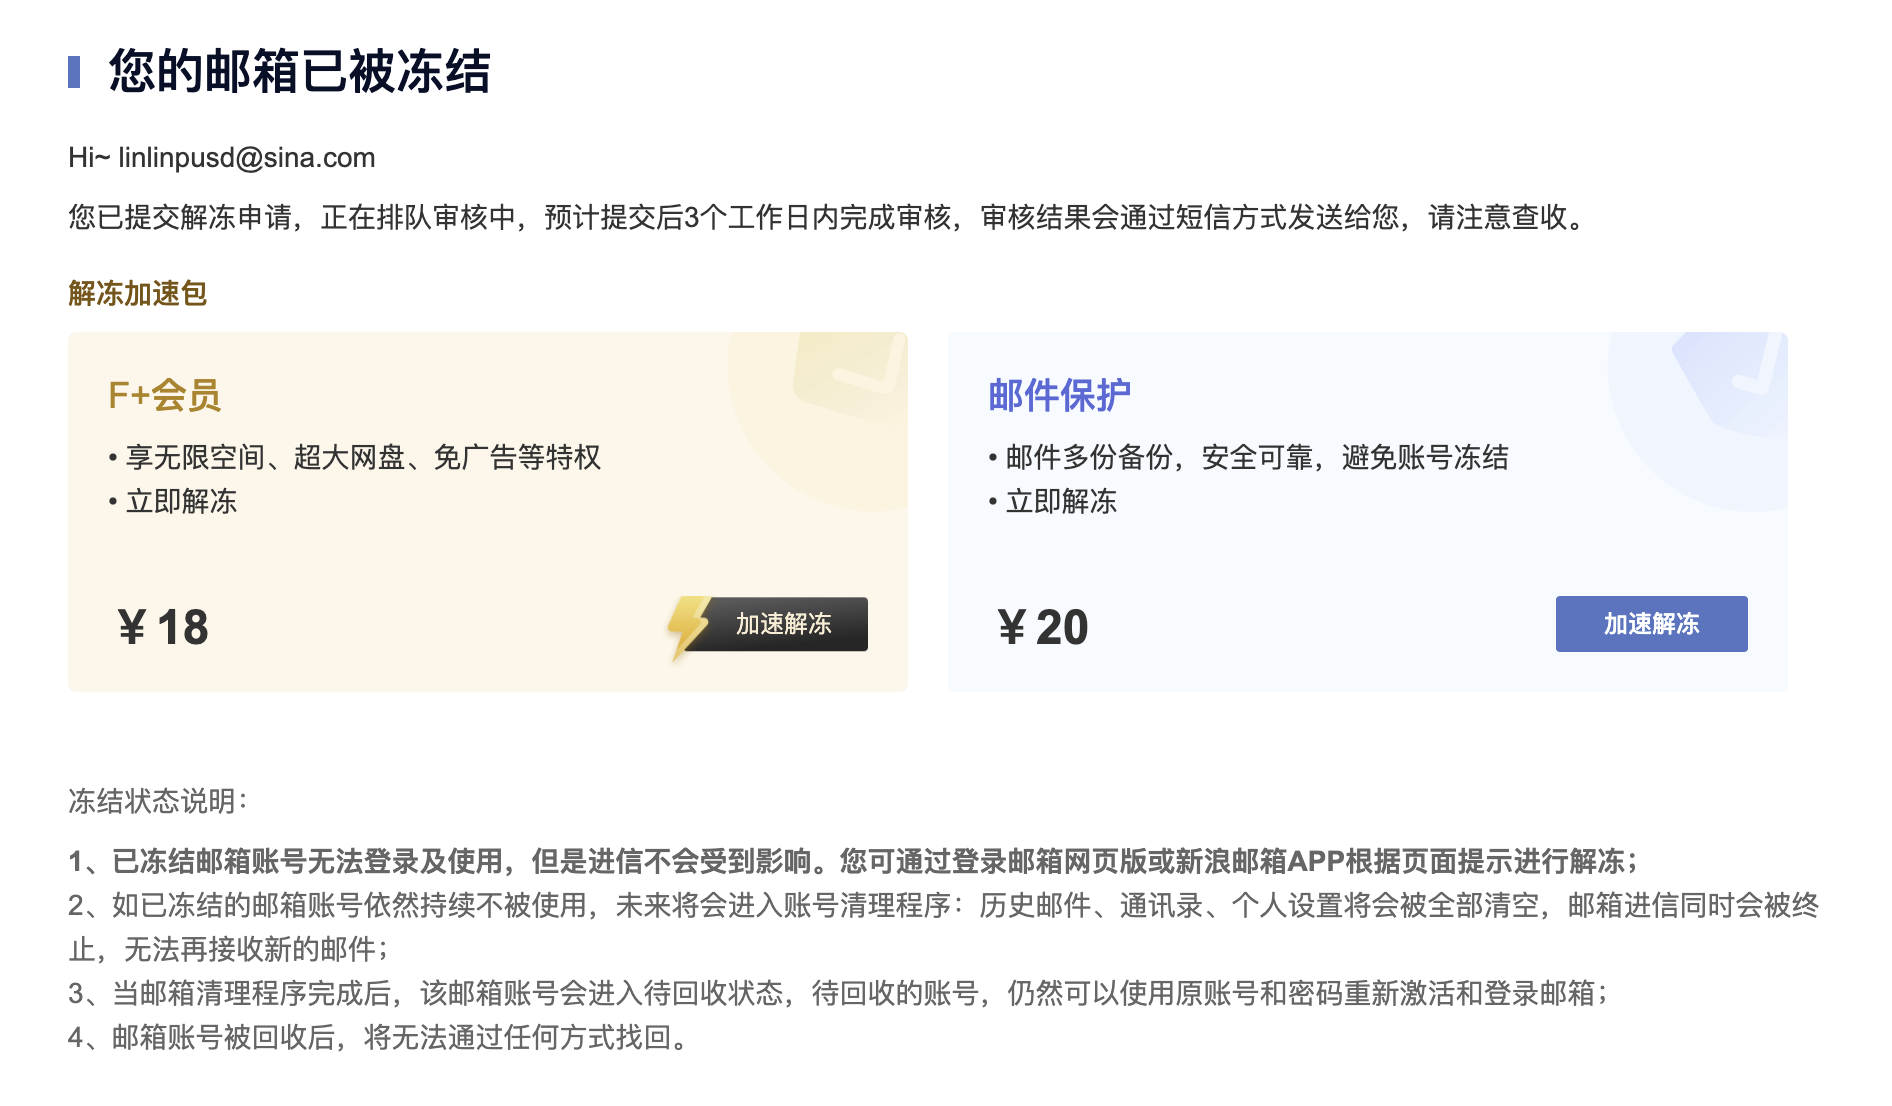 您的邮箱已被冻结
Hi~ linlinpusd@sina.com
您已提交解冻申请，正在排队审核中，预计提交后3个工作日内完成审核，审核结果会通过短信方式发送给您，请注意查收。
解冻加速包
F+会员
• 享无限空间、超大网盘、免广告等特权
• 立即解冻
¥ 18
加速解冻
邮件保护
• 邮件多份备份，安全可靠，避免账号冻结
• 立即解冻
¥ 20
加速解冻
冻结状态说明：
1、已冻结邮箱账号无法登录及使用，但是进信不会受到影响。您可通过登录邮箱网页版或新浪邮箱APP根据页面提示进行解冻；
2、如已冻结的邮箱账号依然持续不被使用，未来将会进入账号清理程序：历史邮件、通讯录、个人设置将会被全部清空，邮箱进信同时会被终
止，无法再接收新的邮件；
3、当邮箱清理程序完成后，该邮箱账号会进入待回收状态，待回收的账号，仍然可以使用原账号和密码重新激活和登录邮箱；
4、邮箱账号被回收后，将无法通过任何方式找回。